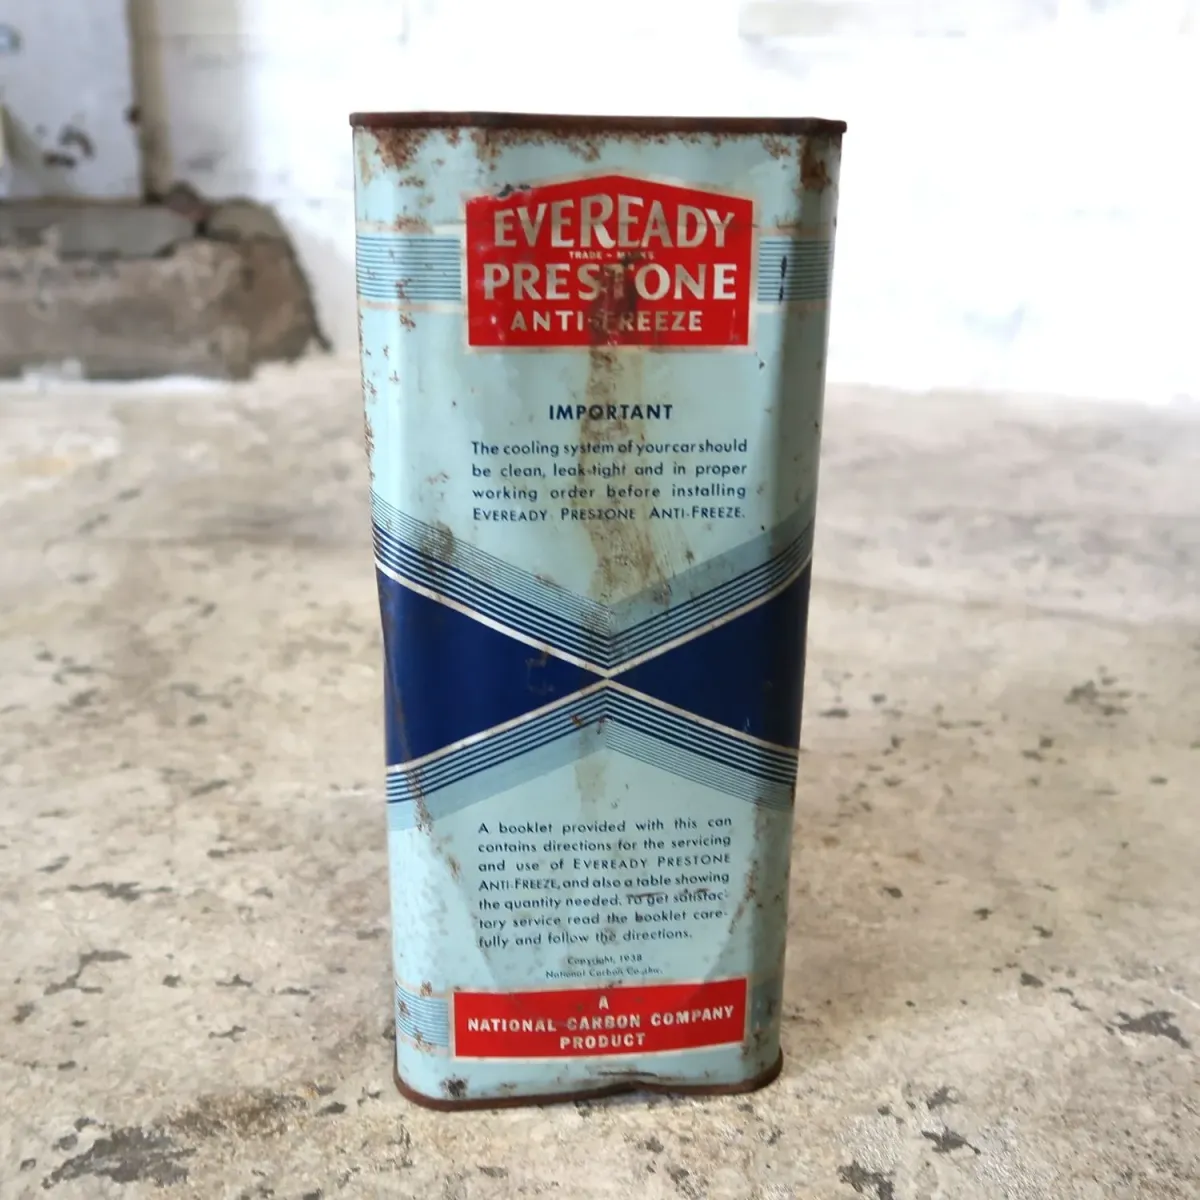 EVEREADY
TRADE - MARKS
PRESTONE
ANTI-FREEZE
IMPORTANT
The cooling system of your car should
be clean, leak-tight and in proper
working order before installing
EVEREADY PRESTONE ANTI-FREEZE.
A booklet provided with this can
contains directions for the servicing
and use of EVEREADY PRESTONE
ANTI-FREEZE, and also a table showing
the quantity needed. To get satisfac-
tory service read the booklet care-
fully and follow the directions.
Copyright, 1938
National Carbon Co., Inc.
A
NATIONAL CARBON COMPANY
PRODUCT